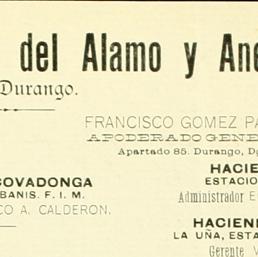 del Alamo y Ane
Durango.
FRANCISCO GOMEZ PA
APODERADO GENE
Apartado 85. Durango, Dg
COVADONGA
BANIS. F. I. M.
CO A. CALDERON.
HACIE
ESTACIO
Administrador E
HACIEN
LA UÑA, ESTA
Gerente V